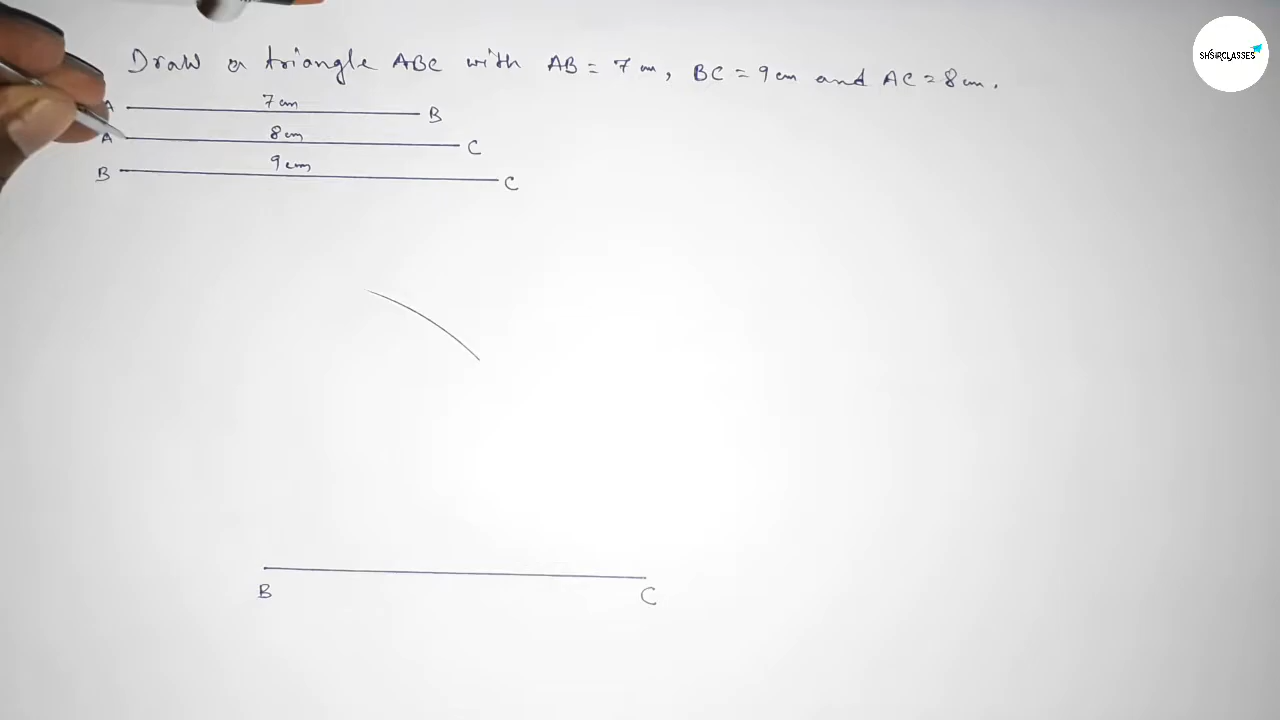 Draw a triangle ABC with AB = 7 cm, BC = 9 cm and AC = 8 cm.
A 7 cm B
A 8 cm C
B 9 cm C
B C
SHSIRCLASSES